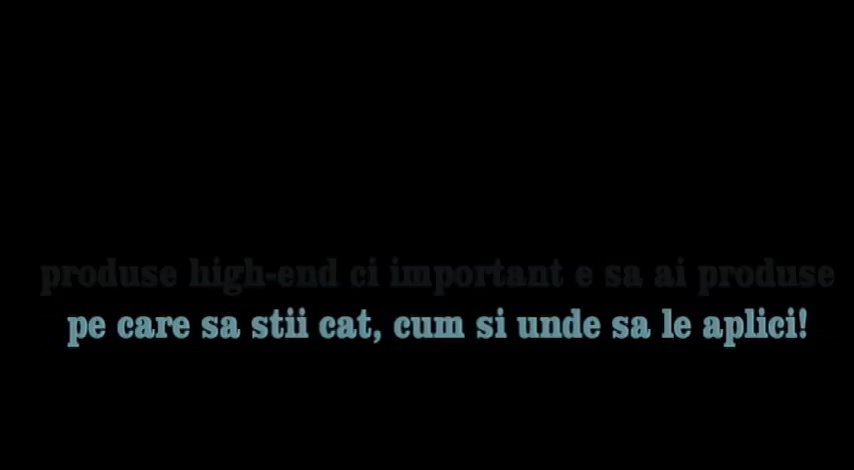 produse high-end ci important e sa ai produse
pe care sa stii cat, cum si unde sa le aplici!